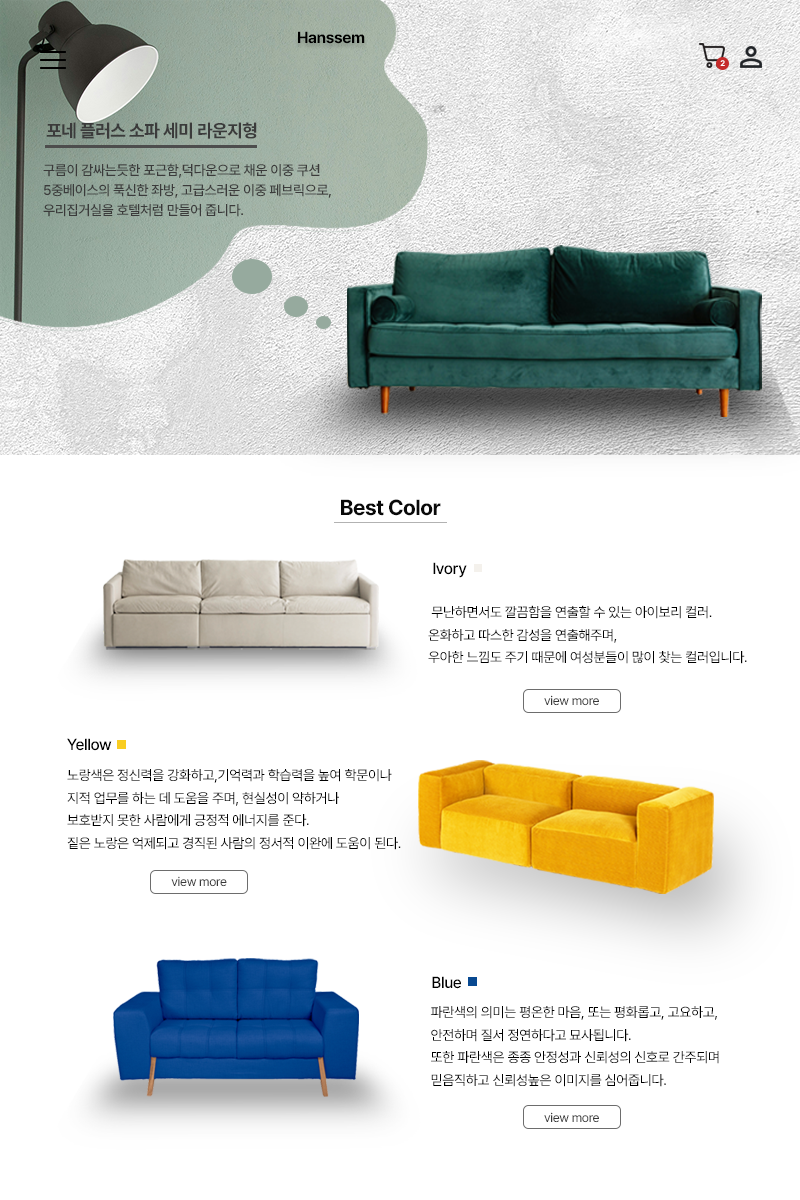 Hanssem
2
포네 플러스 소파 세미 라운지형
구름이 감싸는듯한 포근함,덕다운으로 채운 이중 쿠션
5중베이스의 푹신한 좌방, 고급스러운 이중 페브릭으로,
우리집거실을 호텔처럼 만들어 줍니다.
Best Color
Ivory
무난하면서도 깔끔함을 연출할 수 있는 아이보리 컬러.
온화하고 따스한 감성을 연출해주며,
우아한 느낌도 주기 때문에 여성분들이 많이 찾는 컬러입니다.
view more
Yellow
노랑색은 정신력을 강화하고,기억력과 학습력을 높여 학문이나
지적 업무를 하는 데 도움을 주며, 현실성이 약하거나
보호받지 못한 사람에게 긍정적 에너지를 준다.
짙은 노랑은 억제되고 경직된 사람의 정서적 이완에 도움이 된다.
view more
Blue
파란색의 의미는 평온한 마음, 또는 평화롭고, 고요하고,
안전하며 질서 정연하다고 묘사됩니다.
또한 파란색은 종종 안정성과 신뢰성의 신호로 간주되며
믿음직하고 신뢰성높은 이미지를 심어줍니다.
view more